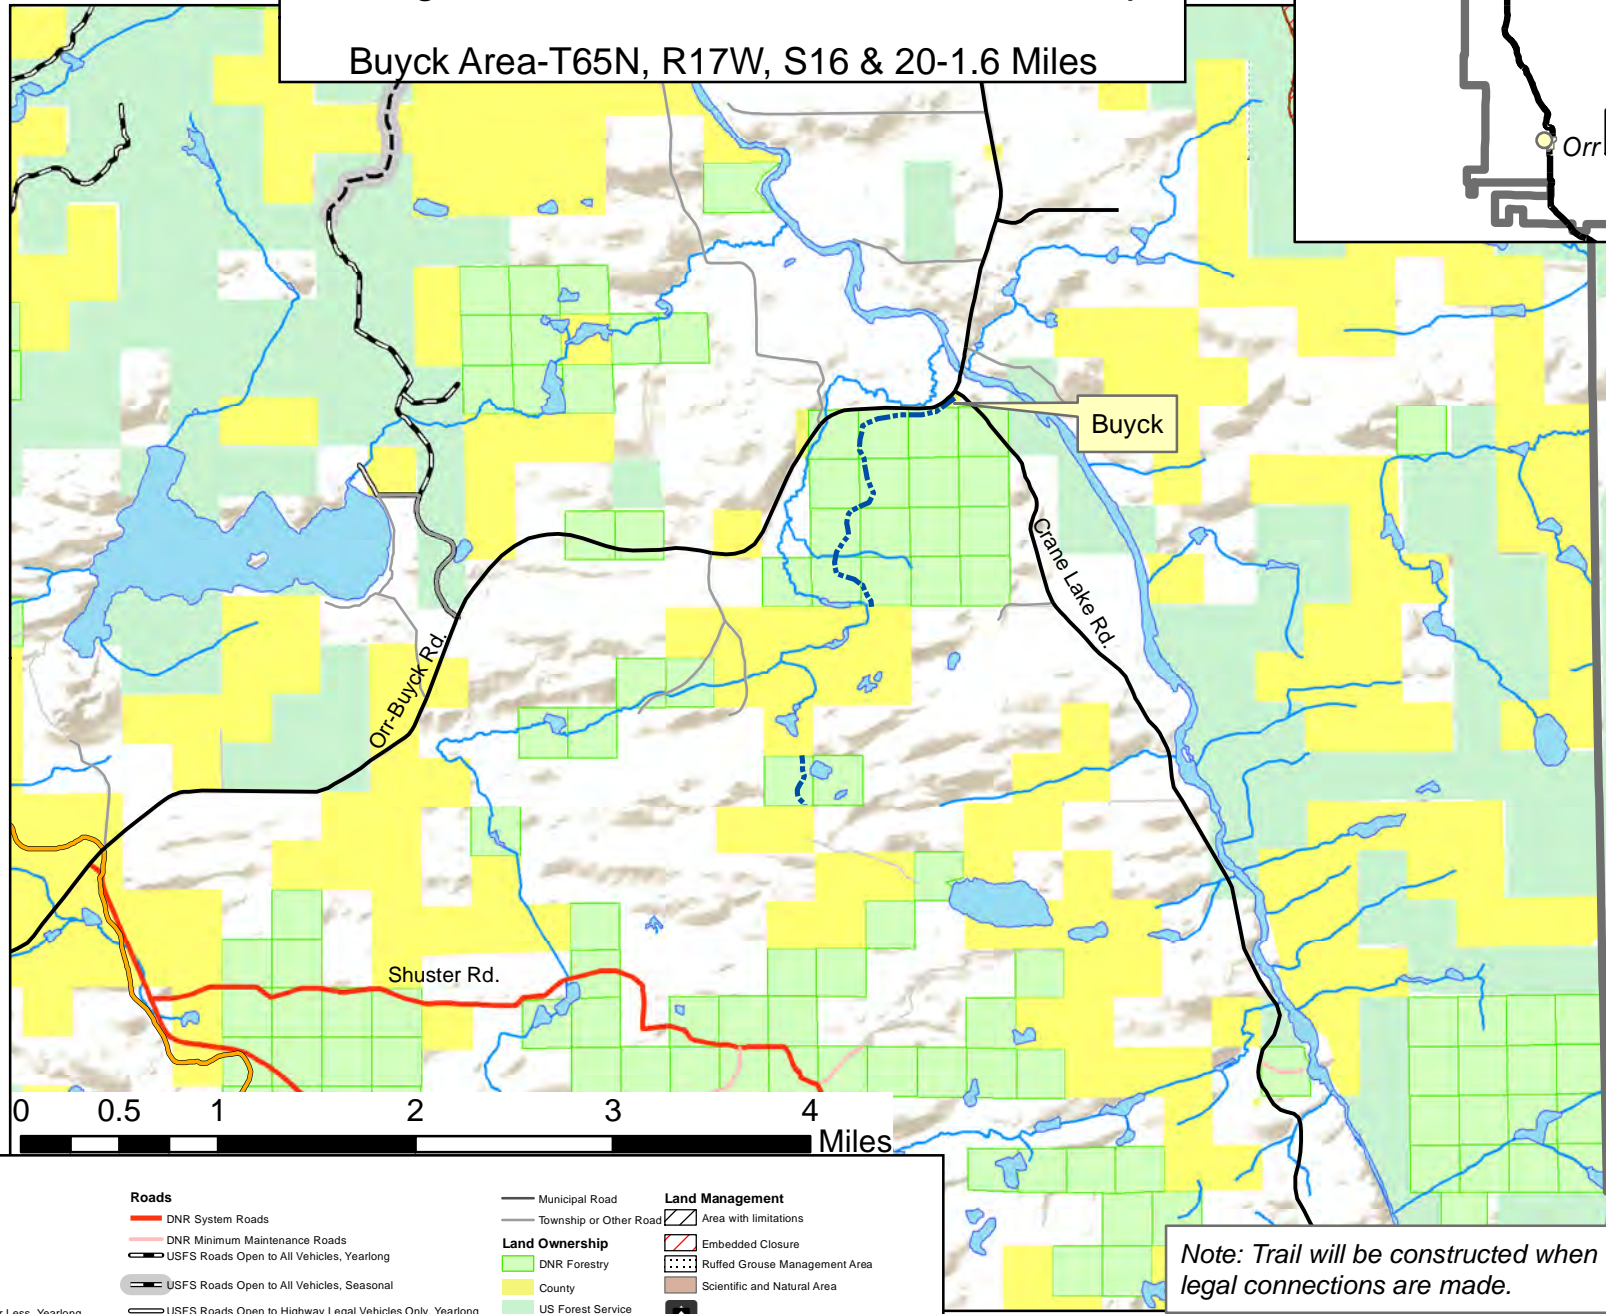 Buyck Area-T65N, R17W, S16 & 20-1.6 Miles
Orr
Buyck
Crane Lake Rd.
Orr-Buyck Rd.
Shuster Rd.
0 0.5 1 2 3 4
Miles
Roads
DNR System Roads
DNR Minimum Maintenance Roads
USFS Roads Open to All Vehicles, Yearlong
USFS Roads Open to All Vehicles, Seasonal
USFS Roads Open to Highway Legal Vehicles Only, Yearlong
Less, Yearlong
Municipal Road
Township or Other Road
Land Ownership
DNR Forestry
County
US Forest Service
Land Management
Area with limitations
Embedded Closure
Ruffed Grouse Management Area
Scientific and Natural Area
Note: Trail will be constructed when
legal connections are made.